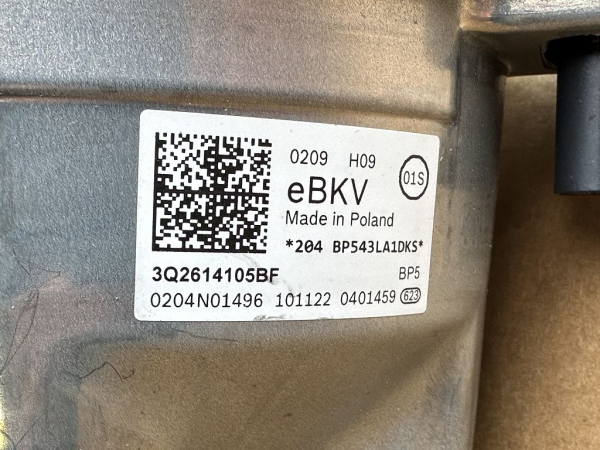 0209 H09
01S
eBKV
Made in Poland
*204 BP543LA1DKS*
3Q2614105BF BP5
0204N01496 101122 0401459 623